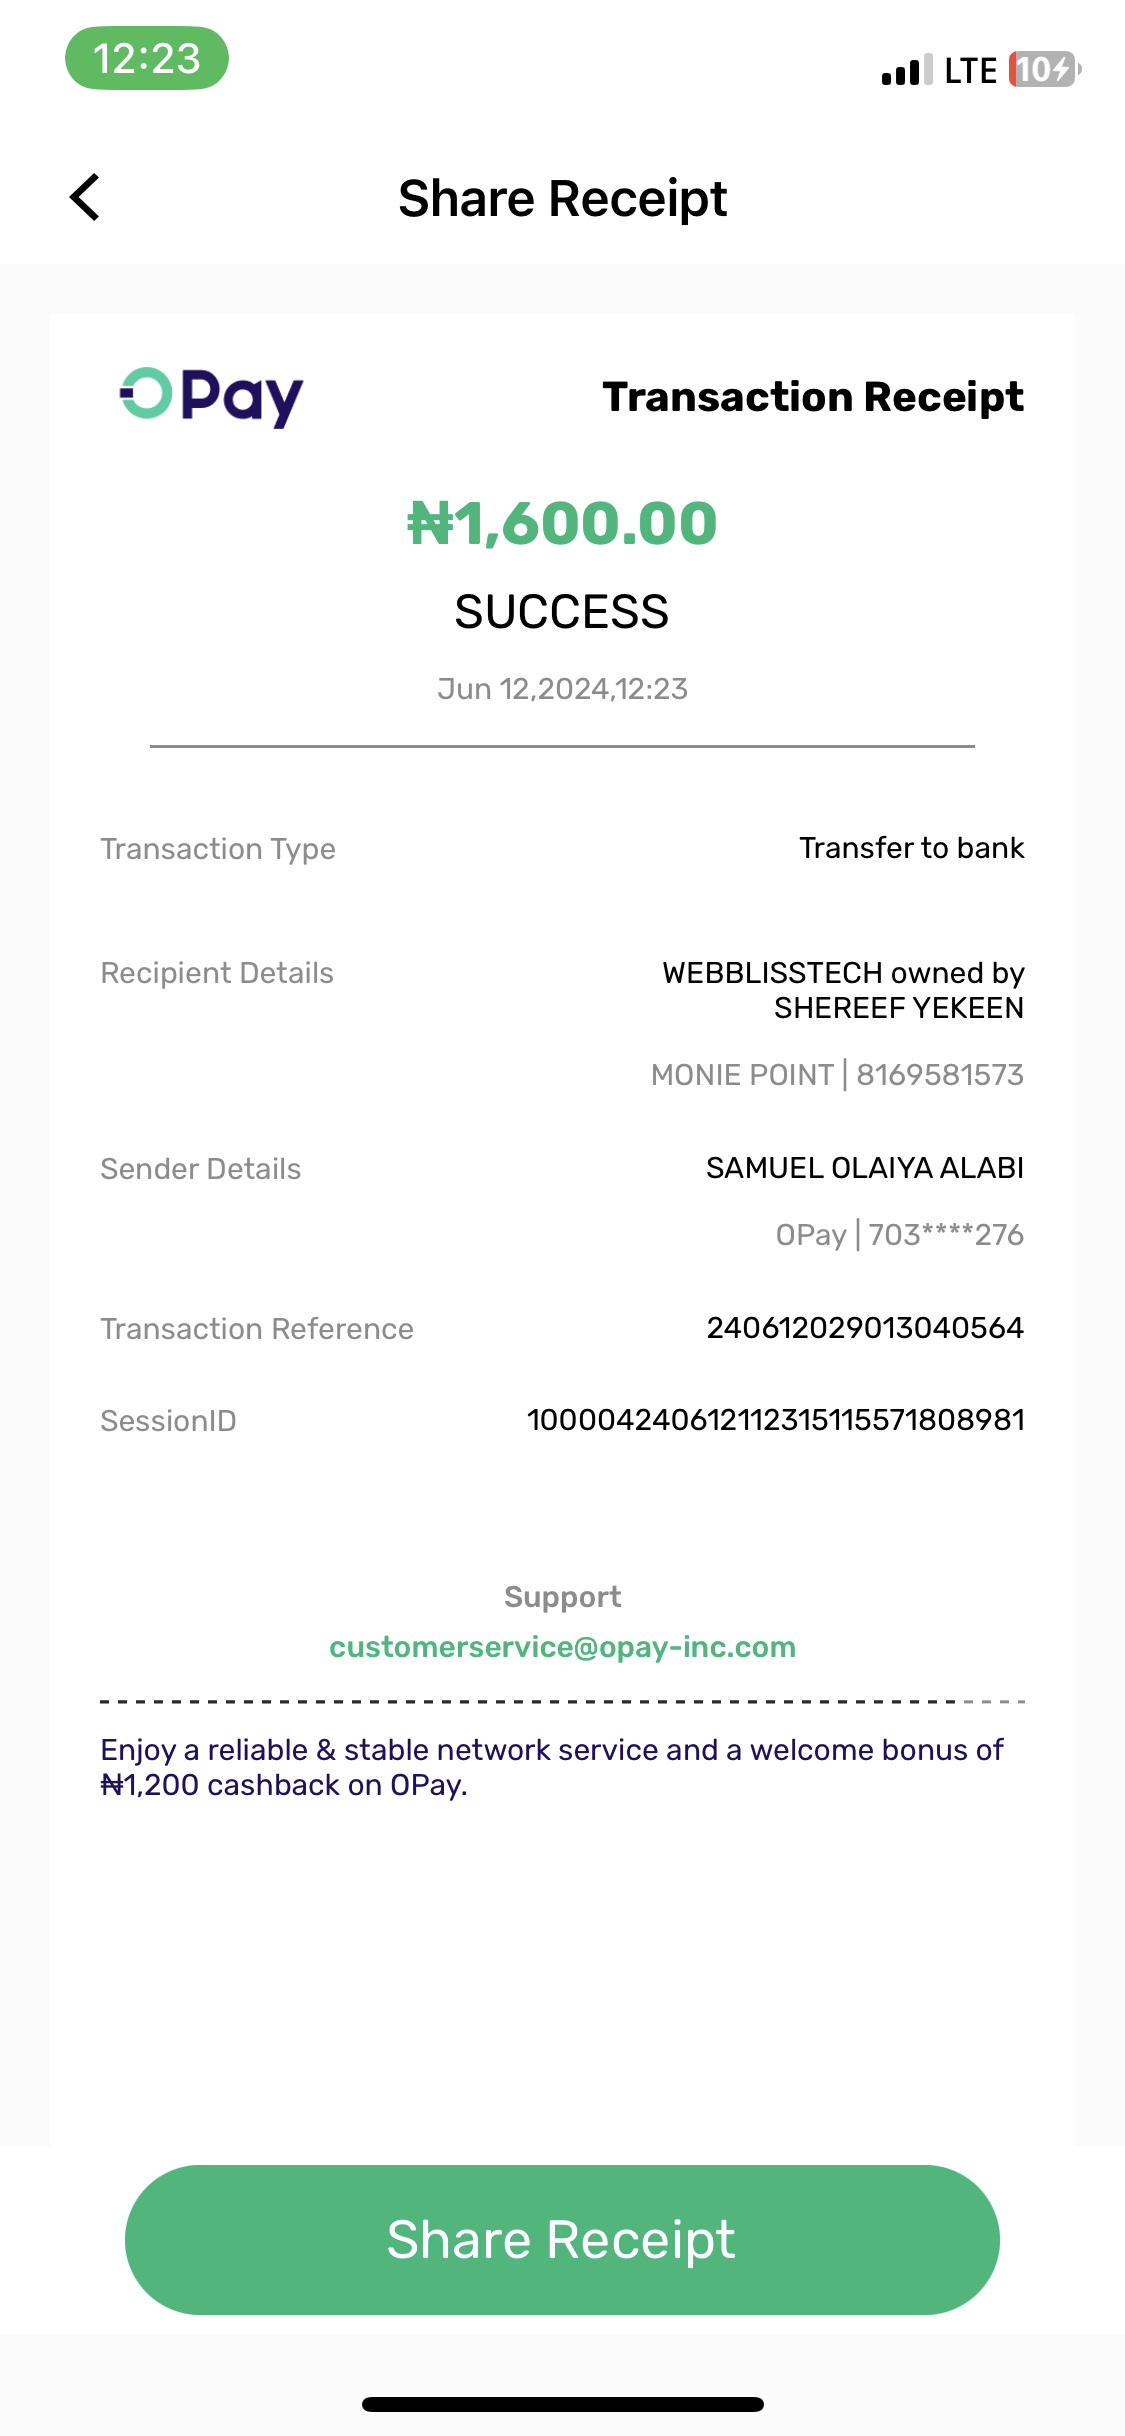 12:23
LTE 10
Share Receipt
OPay
Transaction Receipt
₦1,600.00
SUCCESS
Jun 12,2024,12:23
Transaction Type
Transfer to bank
Recipient Details
WEBBLISSTECH owned by
SHEREEF YEKEEN
MONIE POINT | 8169581573
Sender Details
SAMUEL OLAIYA ALABI
OPay | 703****276
Transaction Reference
240612029013040564
SessionID
100004240612112315115571808981
Support
customerservice@opay-inc.com
Enjoy a reliable & stable network service and a welcome bonus of
₦1,200 cashback on OPay.
Share Receipt